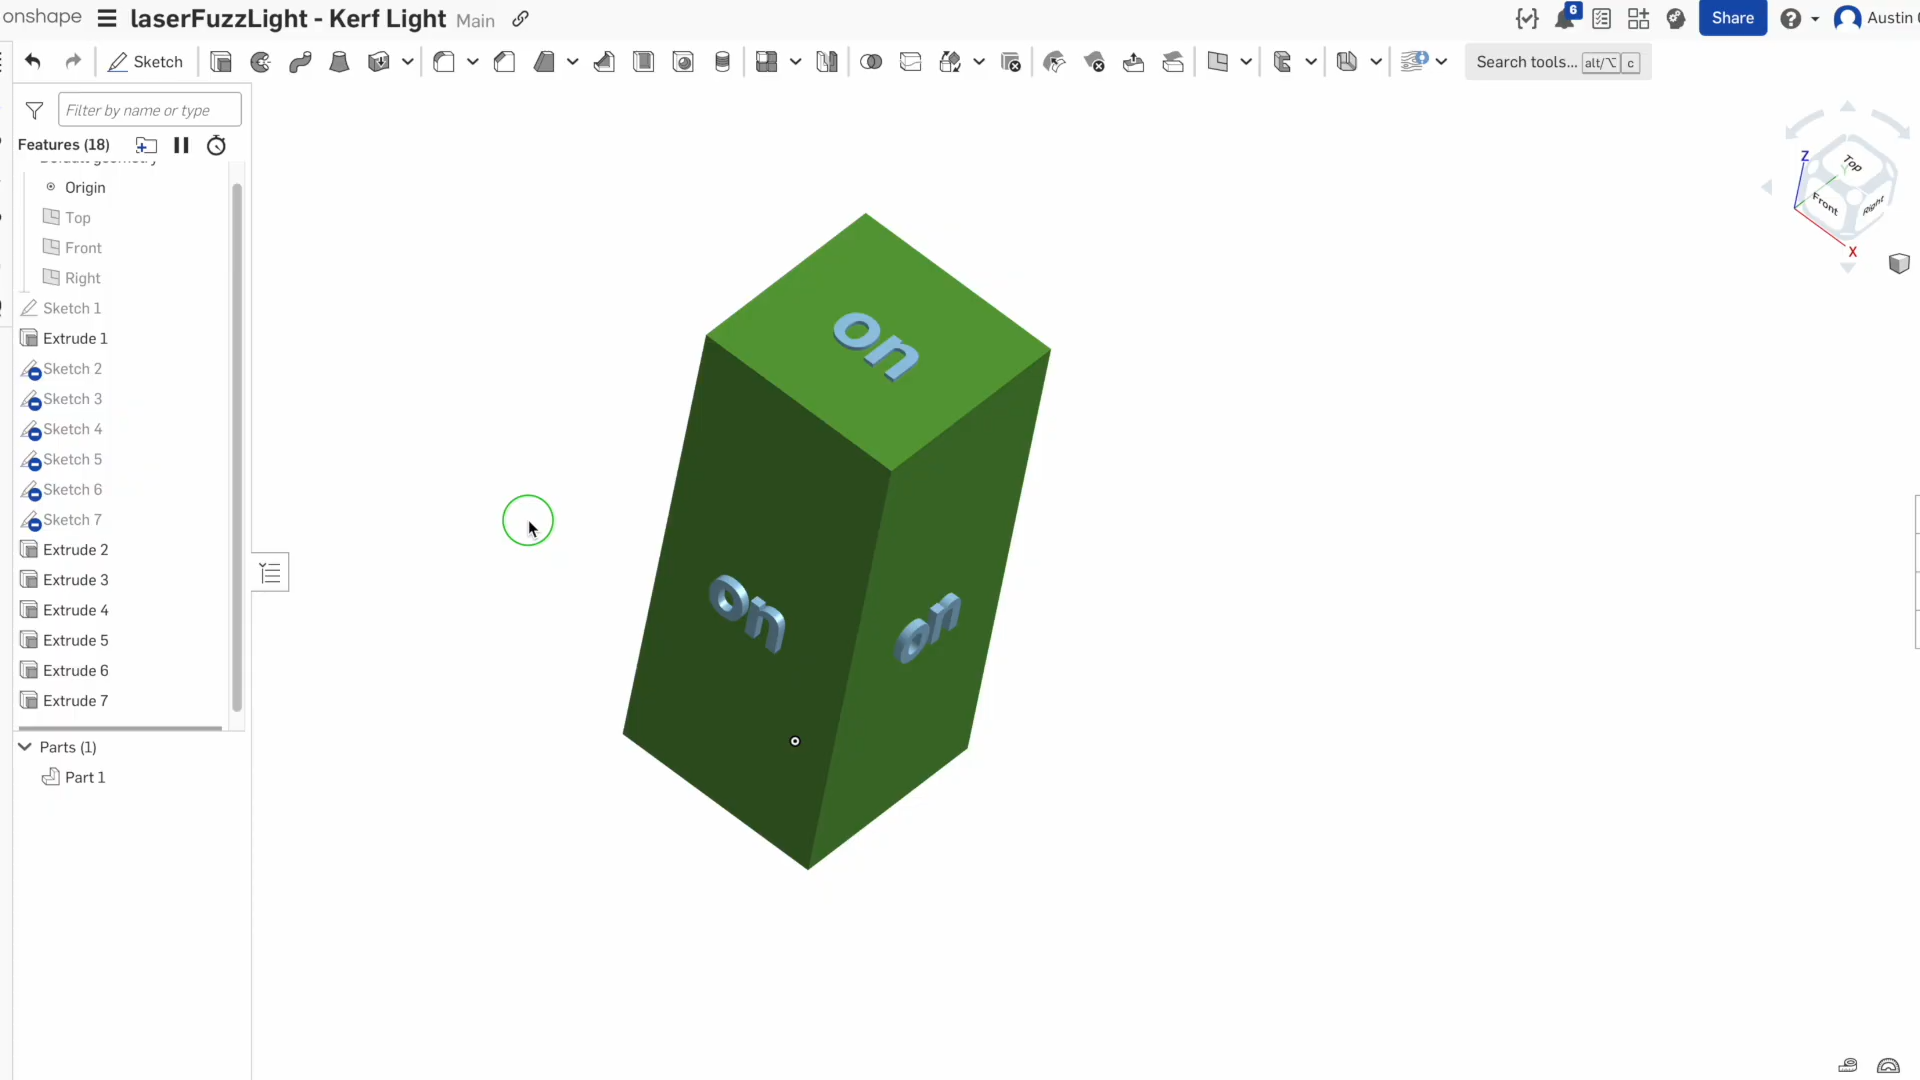 onshape
laserFuzzLight - Kerf Light Main
6
Share
Austin
Sketch
Search tools... alt/⌥ c
Filter by name or type
Features (18)
Default geometry
Origin
Top
Front
Right
Sketch 1
Extrude 1
Sketch 2
Sketch 3
Sketch 4
Sketch 5
Sketch 6
Sketch 7
Extrude 2
Extrude 3
Extrude 4
Extrude 5
Extrude 6
Extrude 7
Parts (1)
Part 1
on
on
on
Z
Top
Front
Right
X